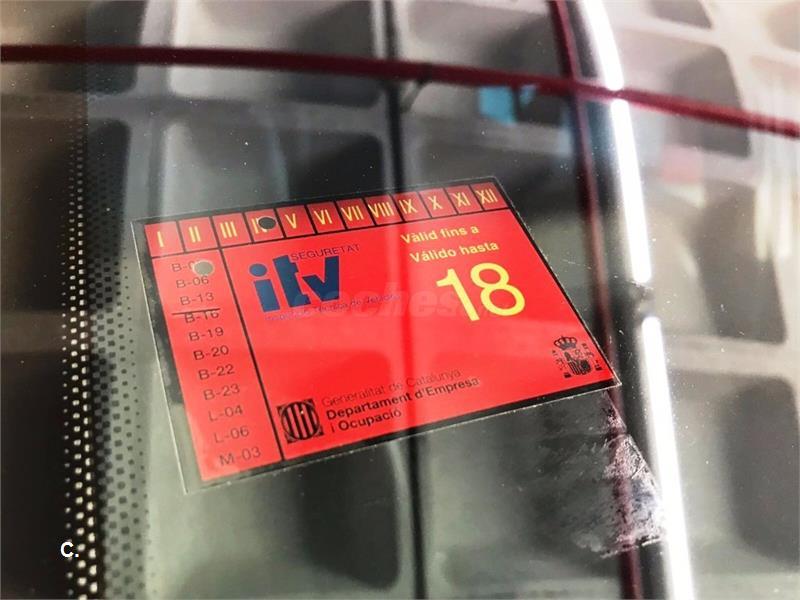 I II III V VI VII VIII IX X XI XII
B-06
B-13
B-16
B-19
B-20
B-22
B-23
L-04
L-06
M-03
SEGURETAT
itv
Vàlid fins a
Válido hasta
18
Generalitat de Catalunya
Departament d'Empresa
i Ocupació
C.